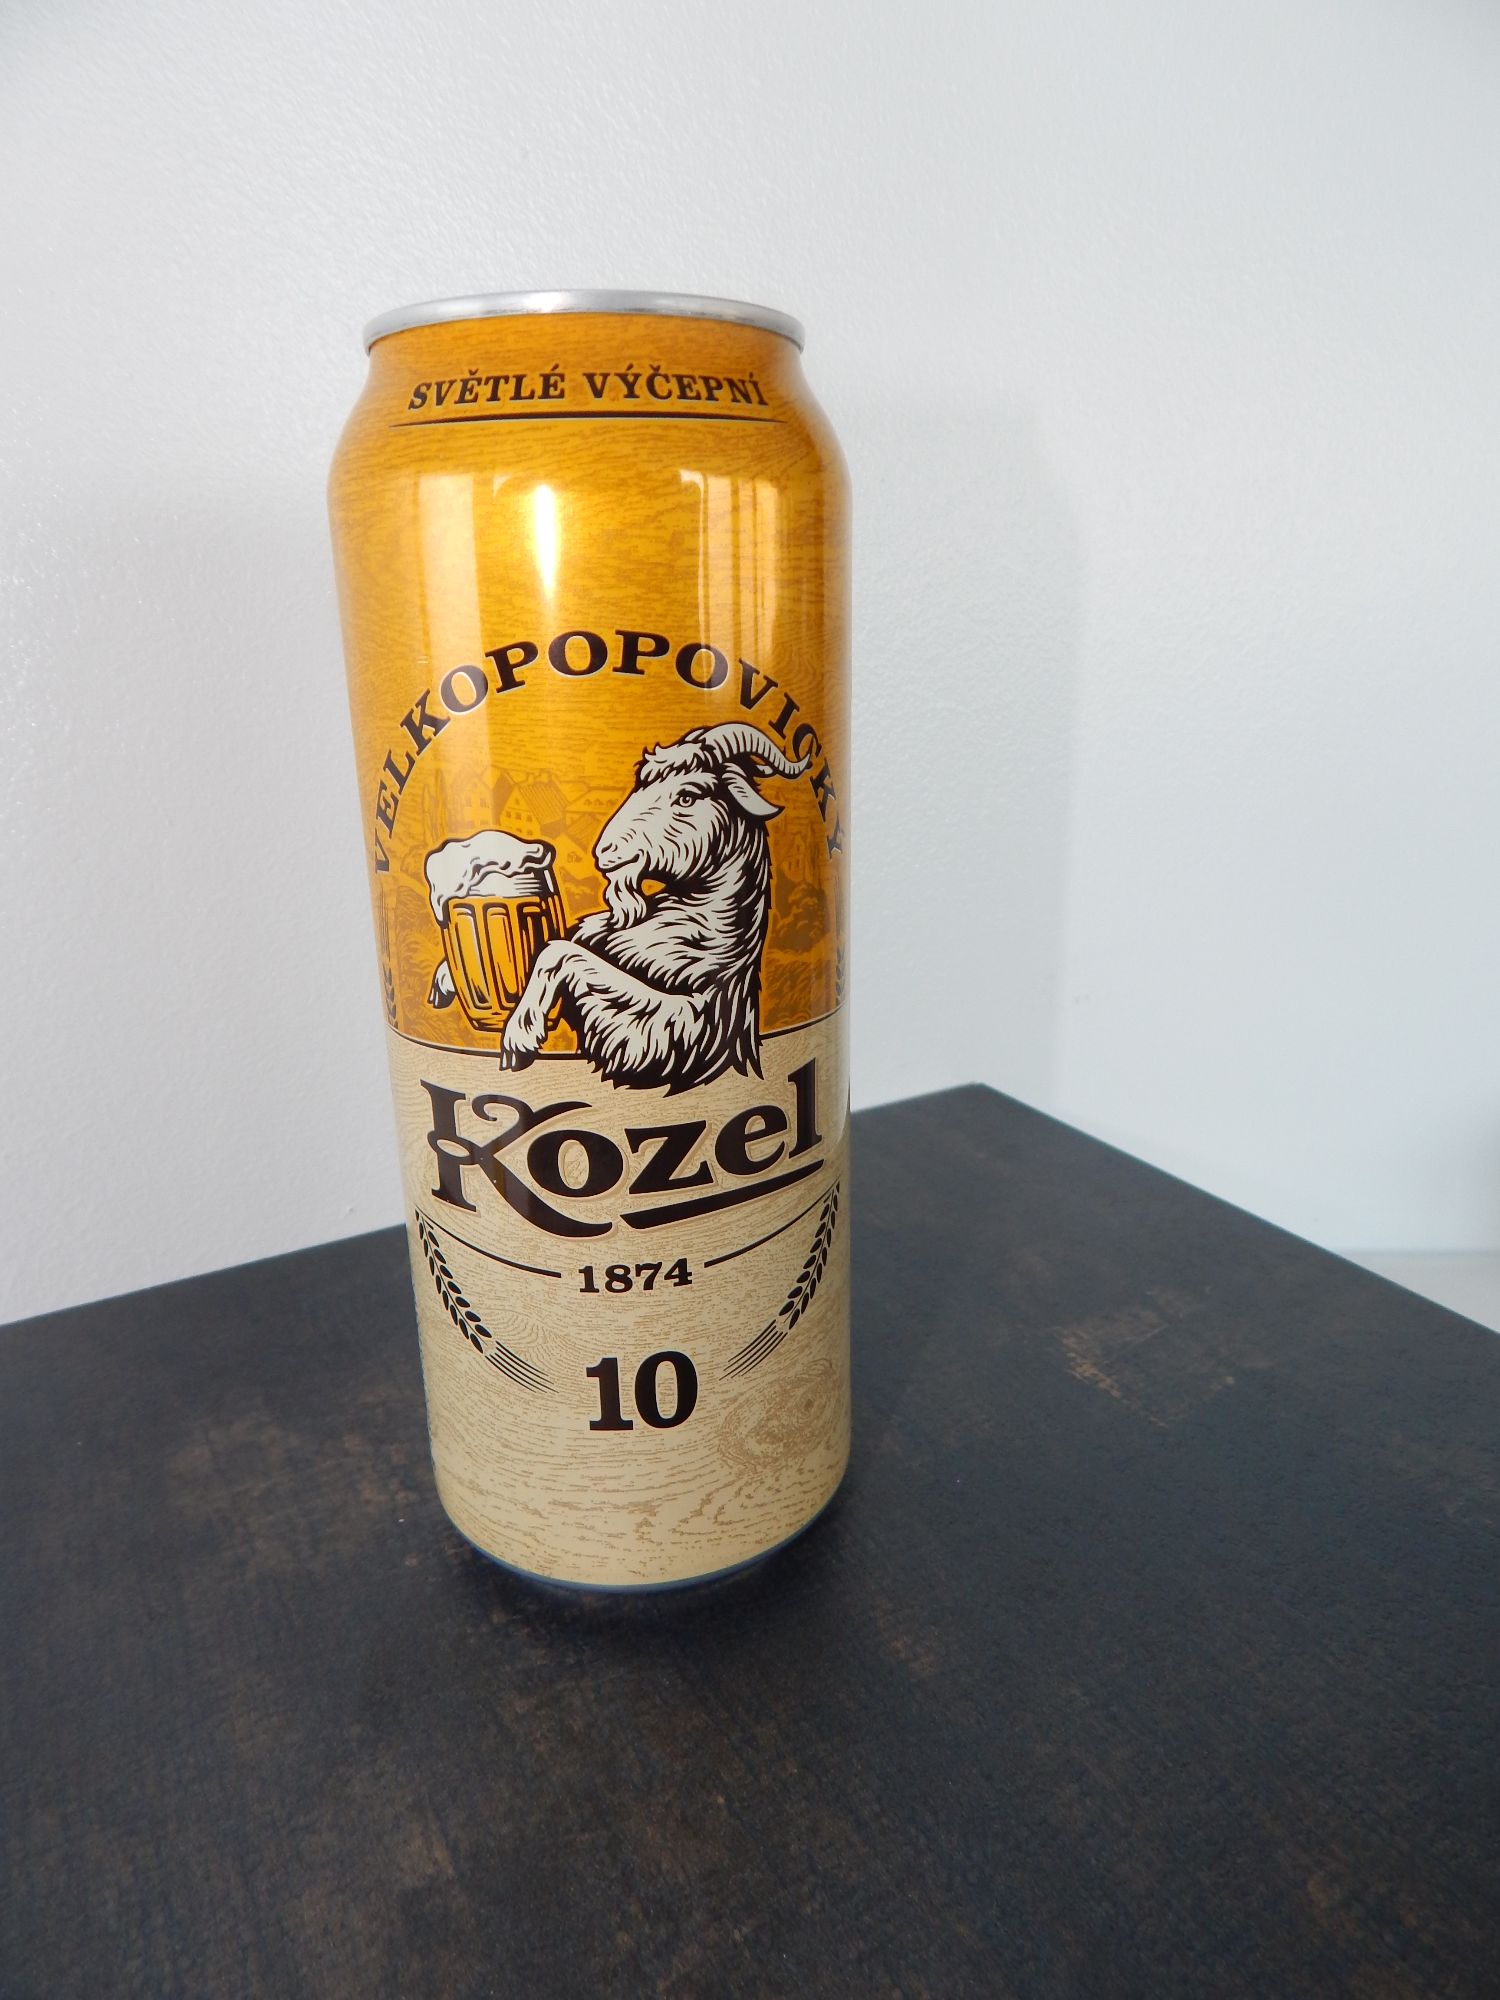 SVĚTLÉ VÝČEPNÍ
VELKOPOPOVICKÝ
Kozel
1874
10